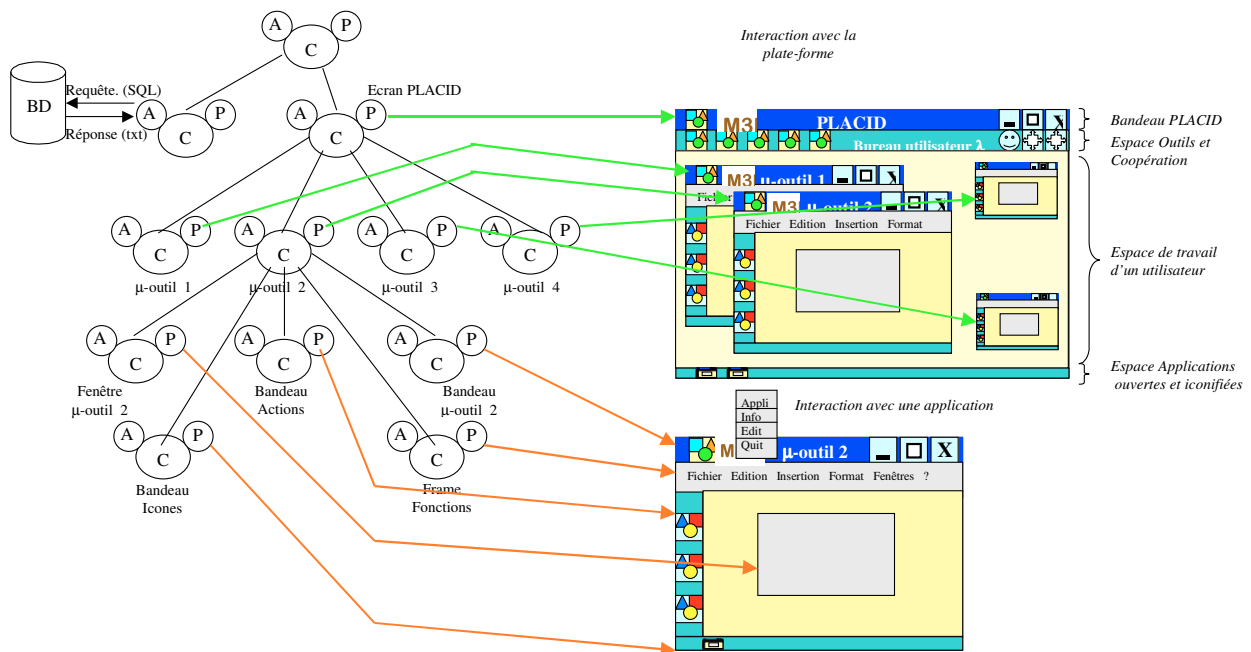 A
P
C
Interaction avec la
plate-forme
BD
Requête. (SQL)
Réponse (txt)
A
P
C
A
P
C
Ecran PLACID
M3
PLACID
X
Bandeau PLACID
Bureau utilisateur λ
Espace Outils et
Coopération
µ-outil 1
X
Fichier
M3
µ-outil 2
X
Fichier Edition Insertion Format
Espace de travail
d'un utilisateur
A
P
C
µ-outil 1
A
P
C
µ-outil 2
A
P
C
µ-outil 3
A
P
C
µ-outil 4
A
P
C
Fenêtre
µ-outil 2
A
P
C
Bandeau
Actions
A
P
C
Bandeau
µ-outil 2
Espace Applications
ouvertes et iconifiées
A
P
C
Bandeau
Icones
A
P
C
Frame
Fonctions
Appli
Info
Edit
Quit
Interaction avec une application
M
µ-outil 2
X
Fichier Edition Insertion Format Fenêtres ?